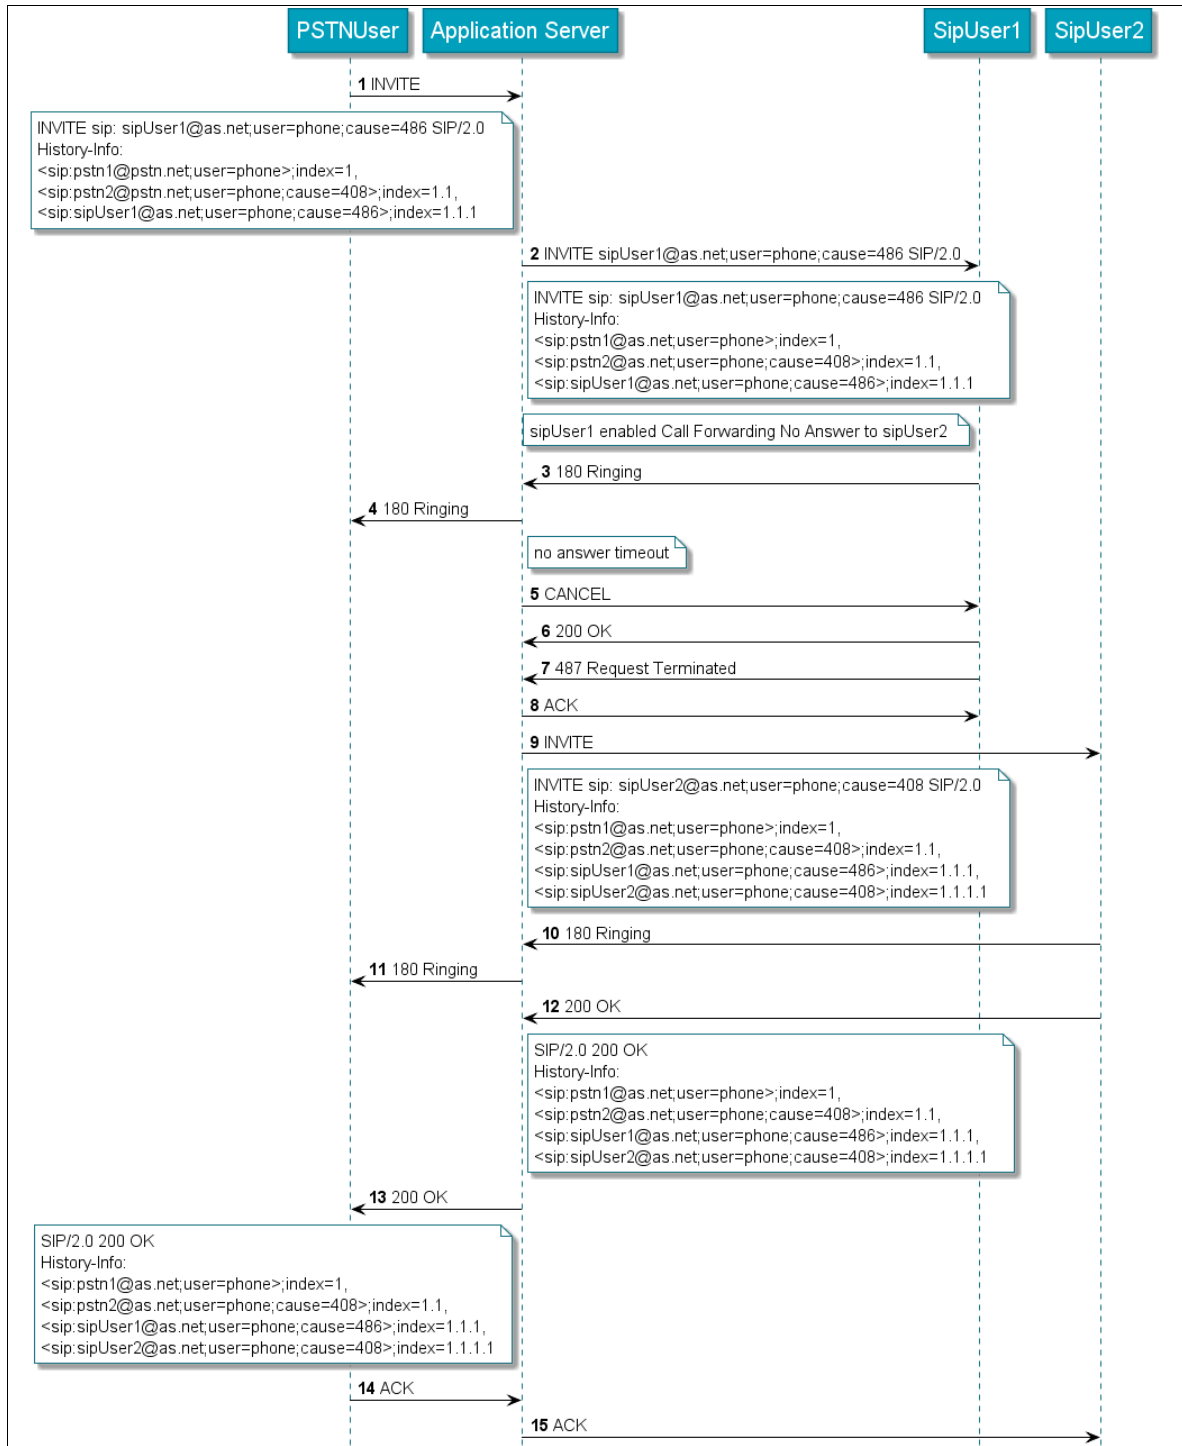 PSTNUser
Application Server
SipUser1
SipUser2
1 INVITE
INVITE sip: sipUser1@as.net;user=phone;cause=486 SIP/2.0
History-Info:
<sip:pstn1@pstn.net;user=phone>;index=1,
<sip:pstn2@pstn.net;user=phone;cause=408>;index=1.1,
<sip:sipUser1@as.net;user=phone;cause=486>;index=1.1.1
2 INVITE sipUser1@as.net;user=phone;cause=486 SIP/2.0
INVITE sip: sipUser1@as.net;user=phone;cause=486 SIP/2.0
History-Info:
<sip:pstn1@as.net;user=phone>;index=1,
<sip:pstn2@as.net;user=phone;cause=408>;index=1.1,
<sip:sipUser1@as.net;user=phone;cause=486>;index=1.1.1
sipUser1 enabled Call Forwarding No Answer to sipUser2
3 180 Ringing
4 180 Ringing
no answer timeout
5 CANCEL
6 200 OK
7 487 Request Terminated
8 ACK
9 INVITE
INVITE sip: sipUser2@as.net;user=phone;cause=408 SIP/2.0
History-Info:
<sip:pstn1@as.net;user=phone>;index=1,
<sip:pstn2@as.net;user=phone;cause=408>;index=1.1,
<sip:sipUser1@as.net;user=phone;cause=486>;index=1.1.1,
<sip:sipUser2@as.net;user=phone;cause=408>;index=1.1.1.1
10 180 Ringing
11 180 Ringing
12 200 OK
SIP/2.0 200 OK
History-Info:
<sip:pstn1@as.net;user=phone>;index=1,
<sip:pstn2@as.net;user=phone;cause=408>;index=1.1,
<sip:sipUser1@as.net;user=phone;cause=486>;index=1.1.1,
<sip:sipUser2@as.net;user=phone;cause=408>;index=1.1.1.1
13 200 OK
SIP/2.0 200 OK
History-Info:
<sip:pstn1@as.net;user=phone>;index=1,
<sip:pstn2@as.net;user=phone;cause=408>;index=1.1,
<sip:sipUser1@as.net;user=phone;cause=486>;index=1.1.1,
<sip:sipUser2@as.net;user=phone;cause=408>;index=1.1.1.1
14 ACK
15 ACK